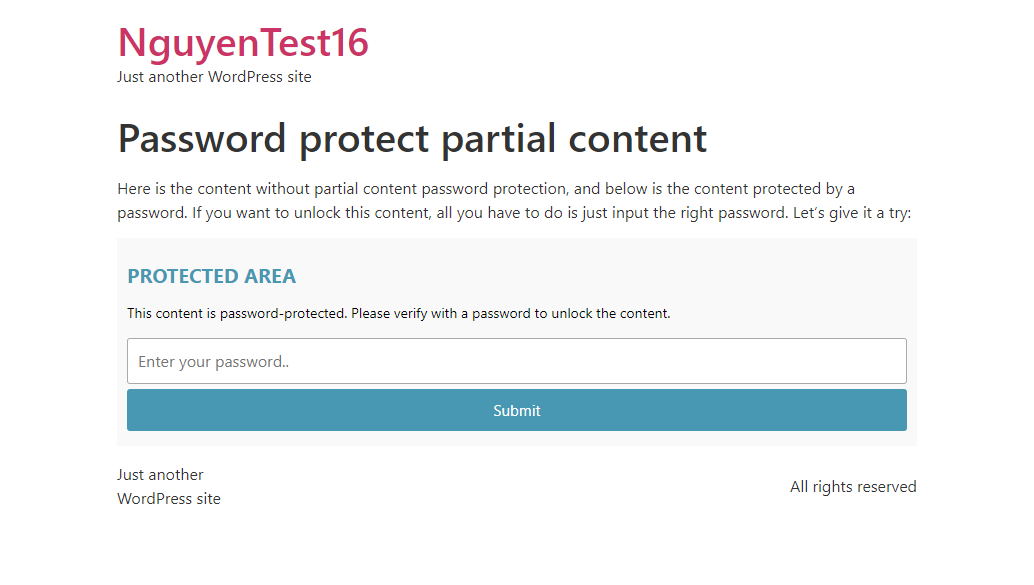 NguyenTest16
Just another WordPress site
Password protect partial content
Here is the content without partial content password protection, and below is the content protected by a
password. If you want to unlock this content, all you have to do is just input the right password. Let’s give it a try:
PROTECTED AREA
This content is password-protected. Please verify with a password to unlock the content.
Enter your password..
Submit
Just another
WordPress site
All rights reserved